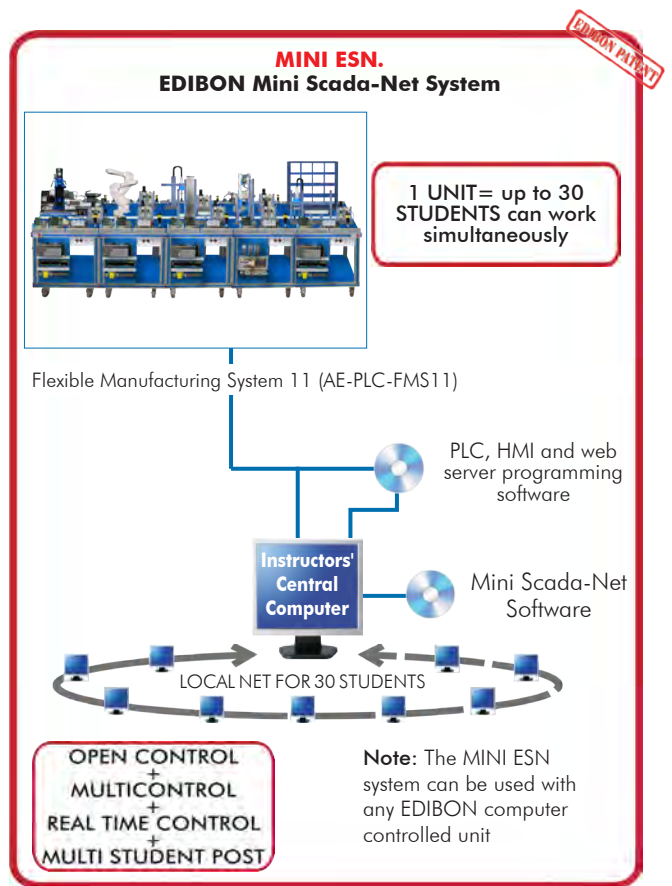 EDIBON PATENT
MINI ESN.
EDIBON Mini Scada-Net System
1 UNIT= up to 30
STUDENTS can work
simultaneously
Flexible Manufacturing System 11 (AE-PLC-FMS11)
PLC, HMI and web
server programming
software
Instructors'
Central
Computer
Mini Scada-Net
Software
LOCAL NET FOR 30 STUDENTS
OPEN CONTROL
+
MULTICONTROL
+
REAL TIME CONTROL
+
MULTI STUDENT POST
Note: The MINI ESN
system can be used with
any EDIBON computer
controlled unit